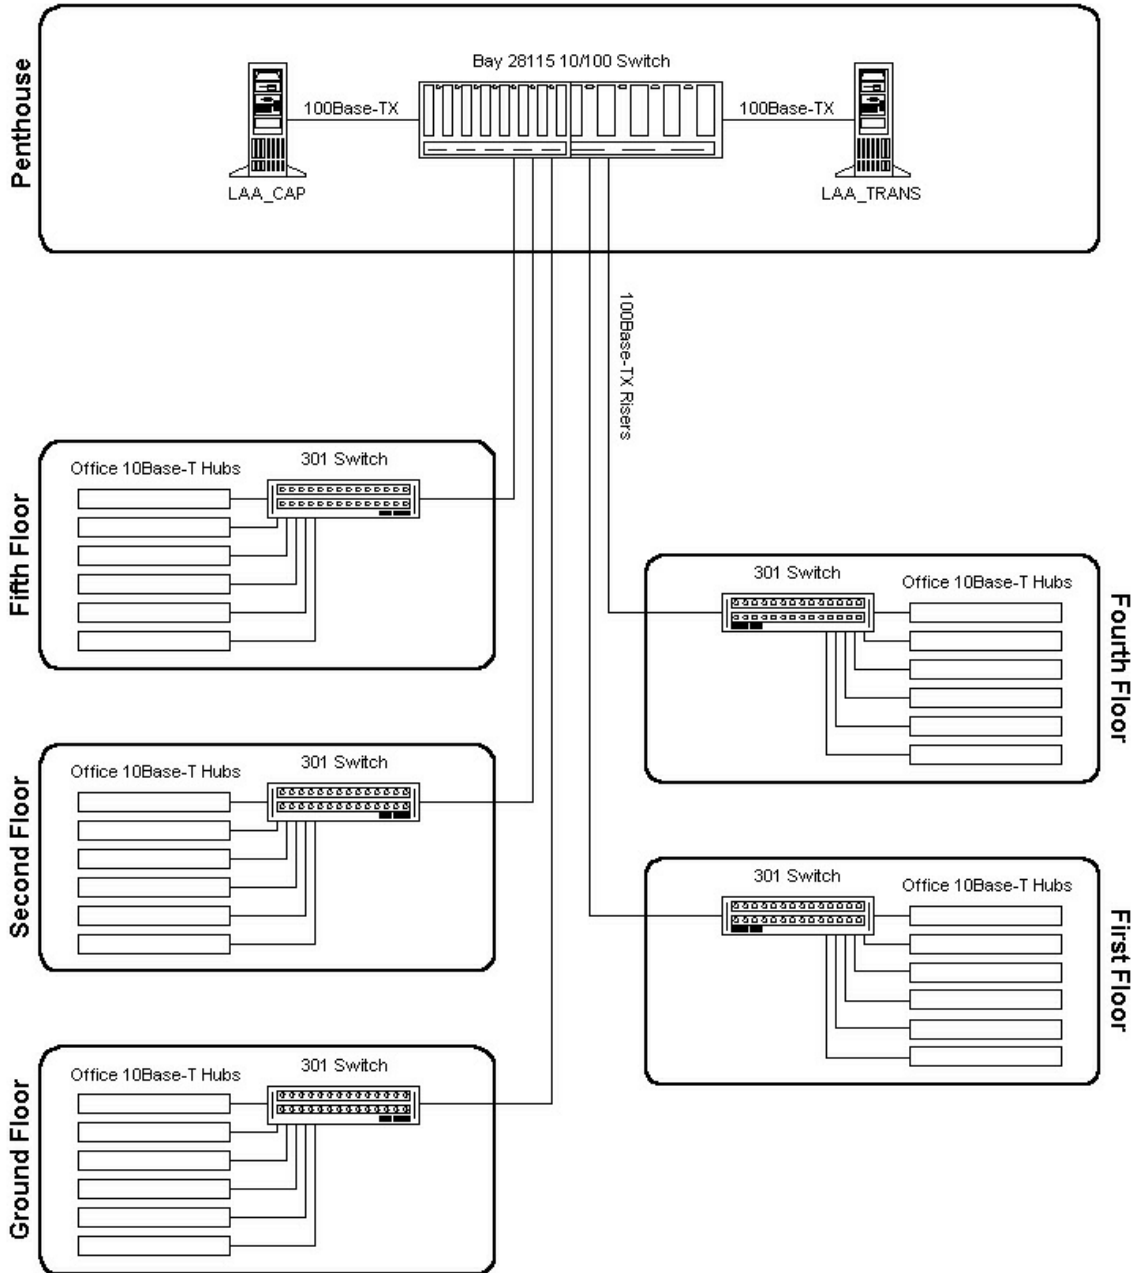 Penthouse
Bay 28115 10/100 Switch
100Base-TX
100Base-TX
LAA_CAP
LAA_TRANS
100Base-TX Risers
Fifth Floor
Office 10Base-T Hubs
301 Switch
Fourth Floor
301 Switch
Office 10Base-T Hubs
Second Floor
Office 10Base-T Hubs
301 Switch
First Floor
301 Switch
Office 10Base-T Hubs
Ground Floor
Office 10Base-T Hubs
301 Switch